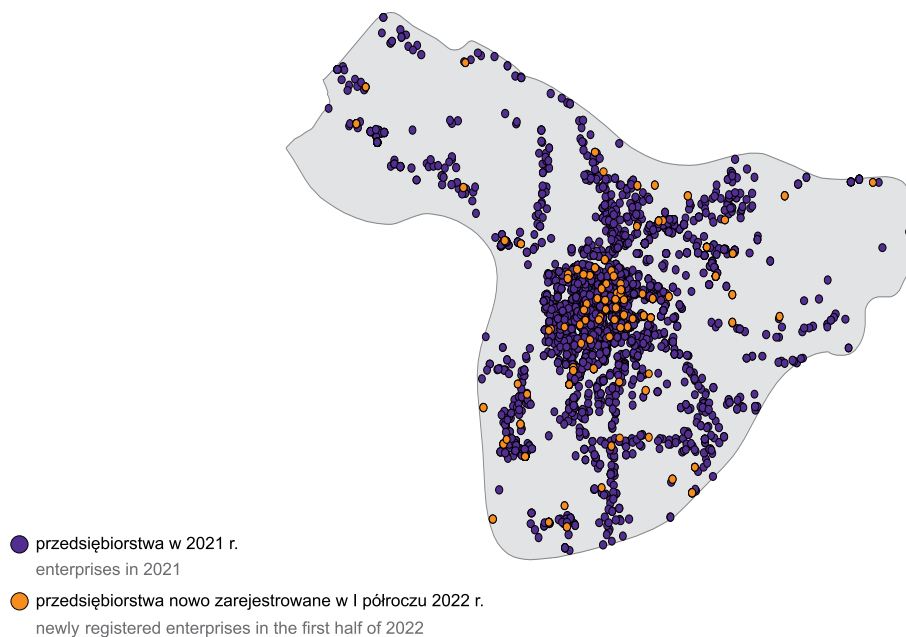 przedsiębiorstwa w 2021 r.
enterprises in 2021
przedsiębiorstwa nowo zarejestrowane w I półroczu 2022 r.
newly registered enterprises in the first half of 2022